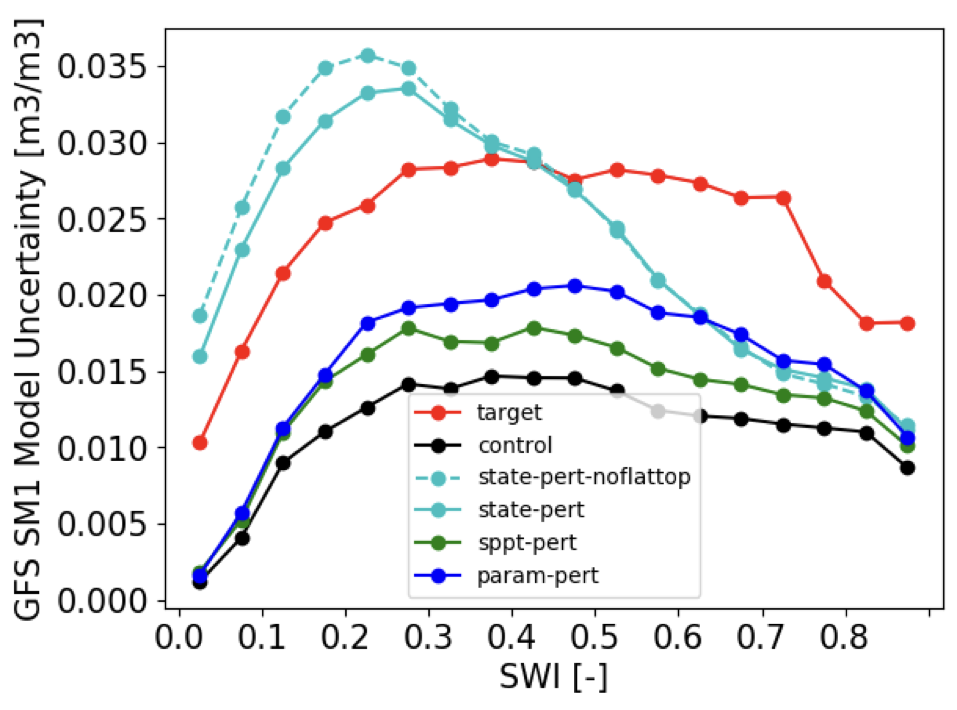 GFS SM1 Model Uncertainty [m3/m3]
0.035
0.030
0.025
0.020
0.015
0.010
0.005
0.000
target
control
state-pert-noflattop
state-pert
sppt-pert
param-pert
0.0 0.1 0.2 0.3 0.4 0.5 0.6 0.7 0.8
SWI [-]